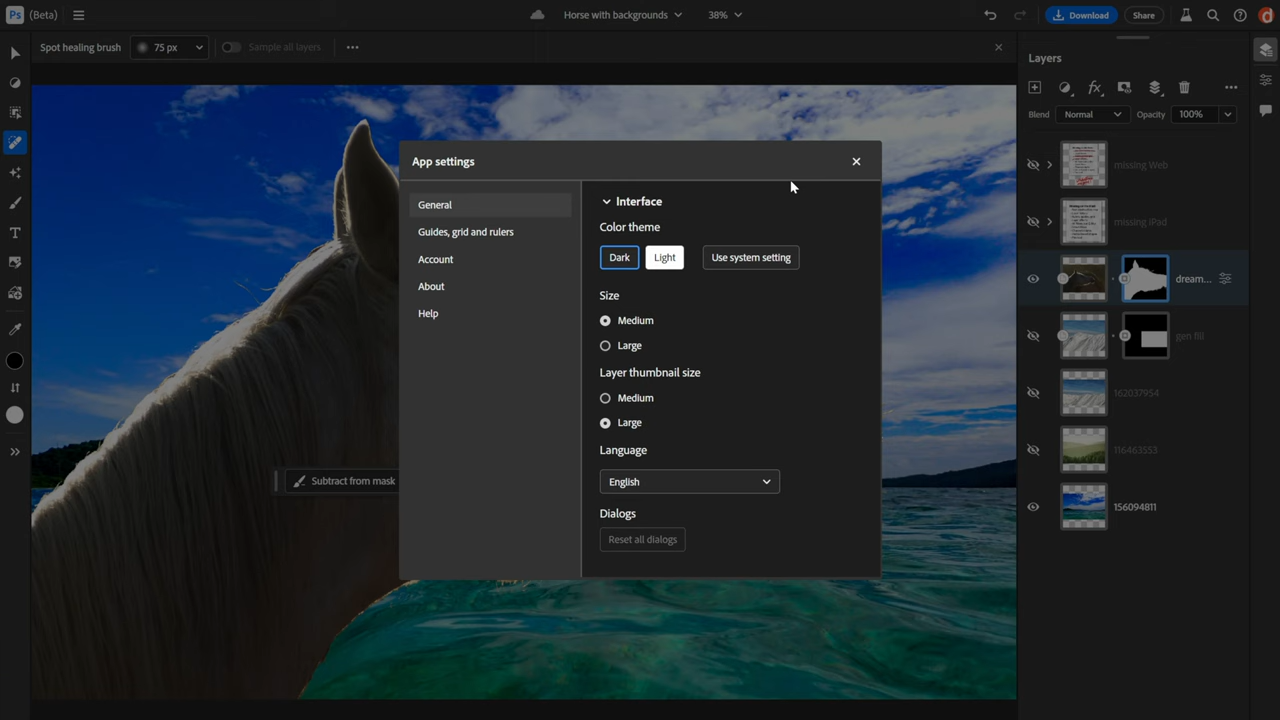 Ps (Beta) Horse with backgrounds 38% Download Share
Spot healing brush 75 px Sample all layers
Layers
Blend Normal Opacity 100%
missing Web
missing iPad
dream...
gen fill
162037954
116463553
156094811
Subtract from mask
App settings
General
Guides, grid and rulers
Account
About
Help
Interface
Color theme
Dark Light Use system setting
Size
Medium
Large
Layer thumbnail size
Medium
Large
Language
English
Dialogs
Reset all dialogs